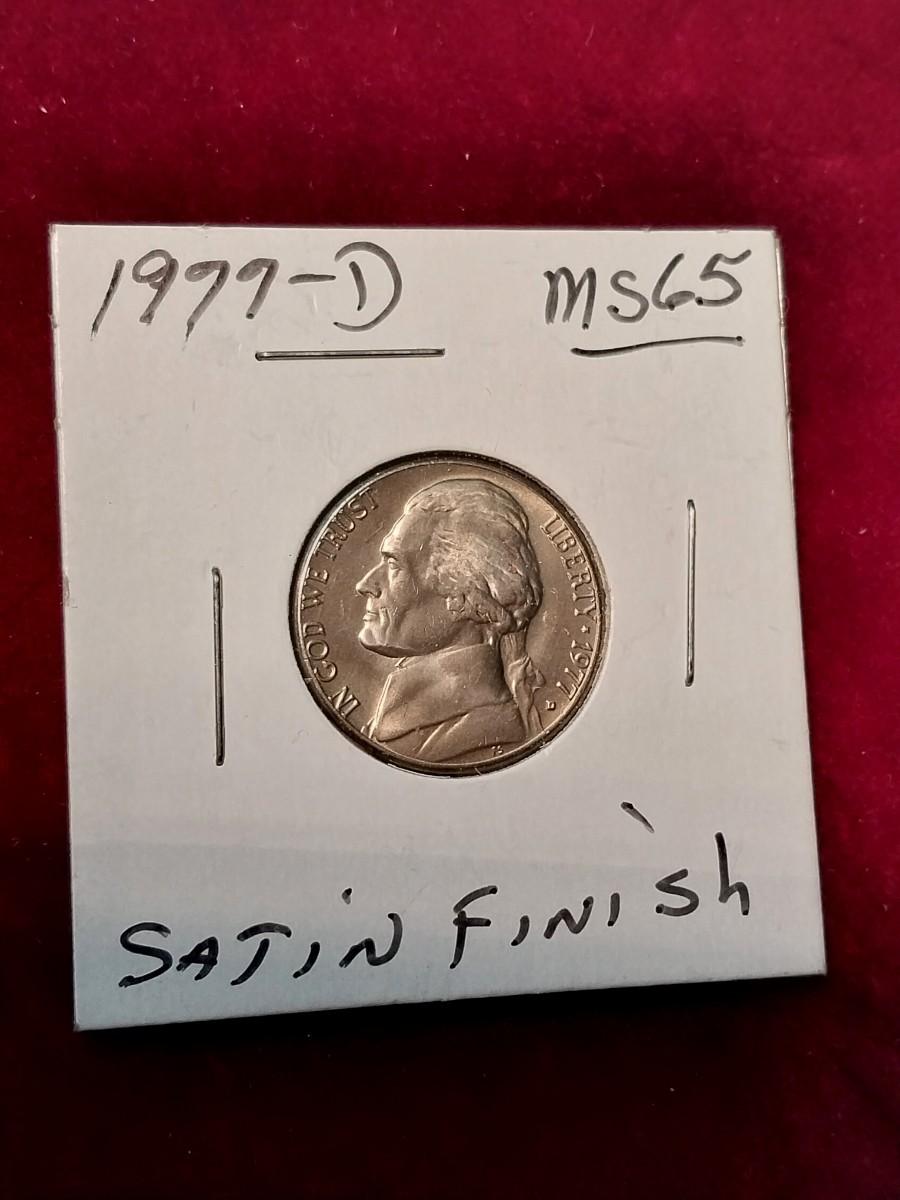 1977-D MS65
IN GOD WE TRUST
LIBERTY ★ 1977
D
SATIN FINISH